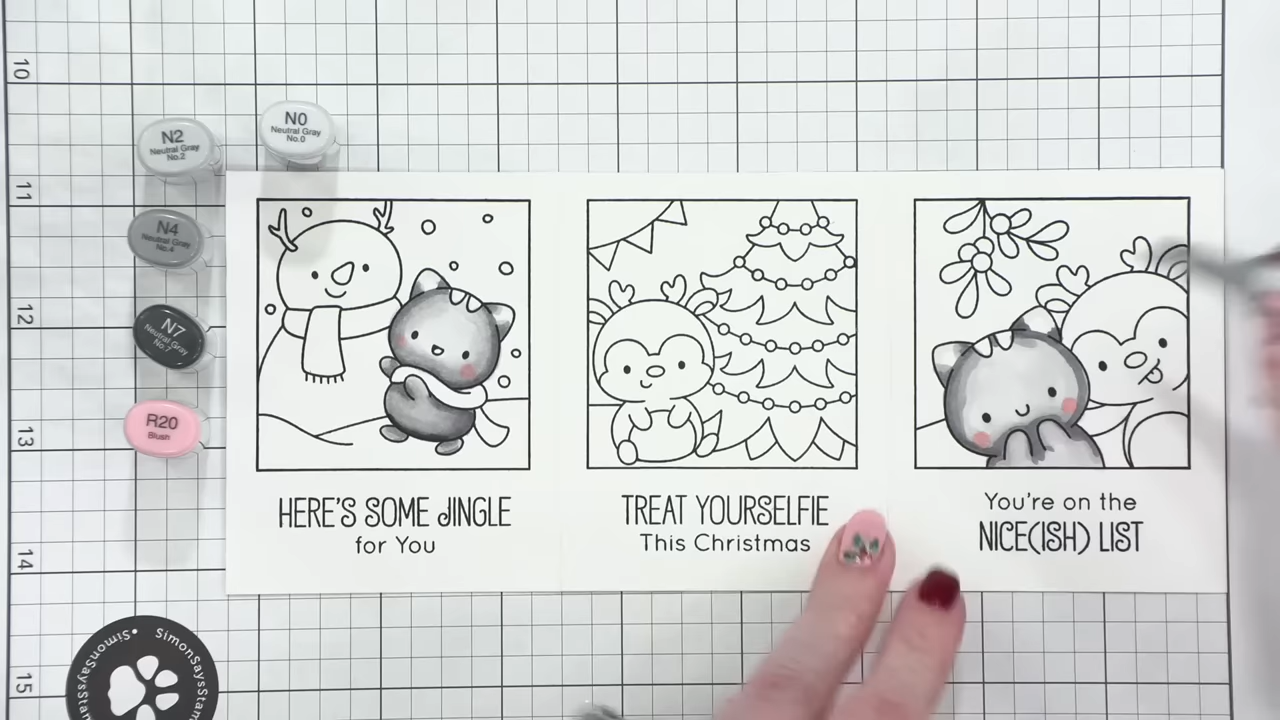 10
11
12
13
14
15
N2
Neutral Gray
No.2
N0
Neutral Gray
No.0
N4
Neutral Gray
No.4
N7
Neutral Gray
No.7
R20
Blush
HERE'S SOME JINGLE
for You
TREAT YOURSELFIE
This Christmas
You're on the
NICE(ISH) LIST
SimonSays • SimonSaysStam